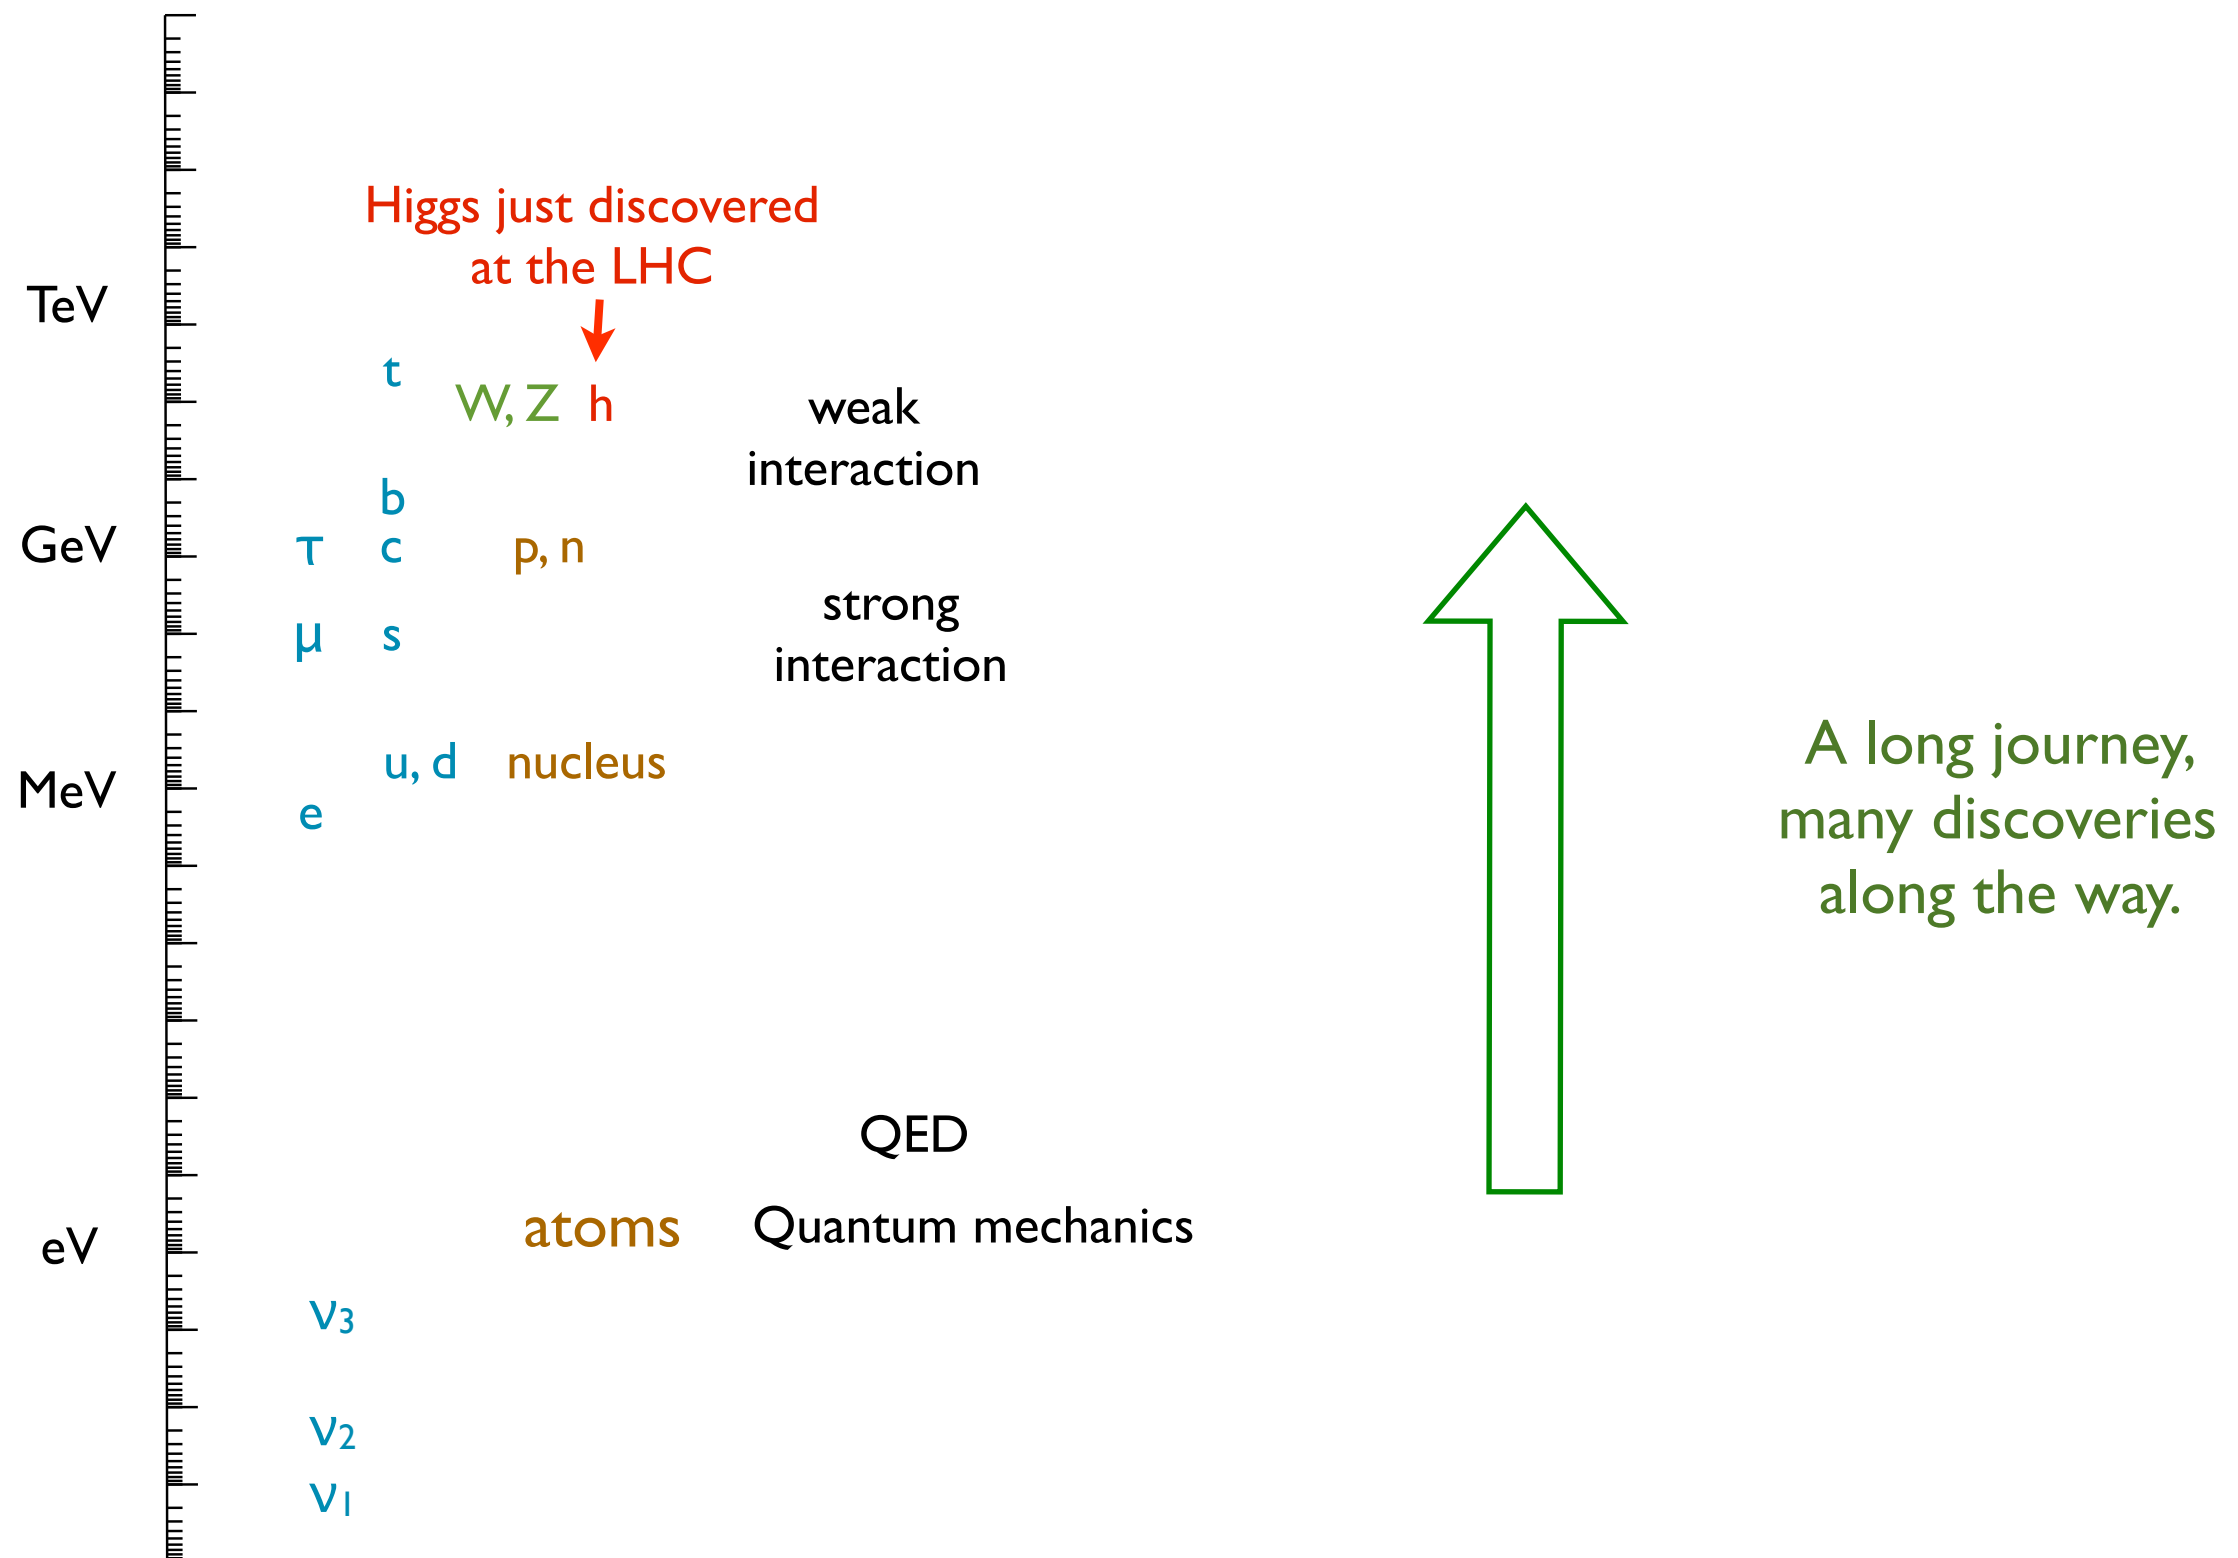 Higgs just discovered
at the LHC
TeV
t
W, Z h
weak
interaction
b
GeV
τ c p, n
strong
interaction
μ s
A long journey,
many discoveries
along the way.
u, d nucleus
MeV
e
QED
atoms Quantum mechanics
eV
ν3
ν2
ν1